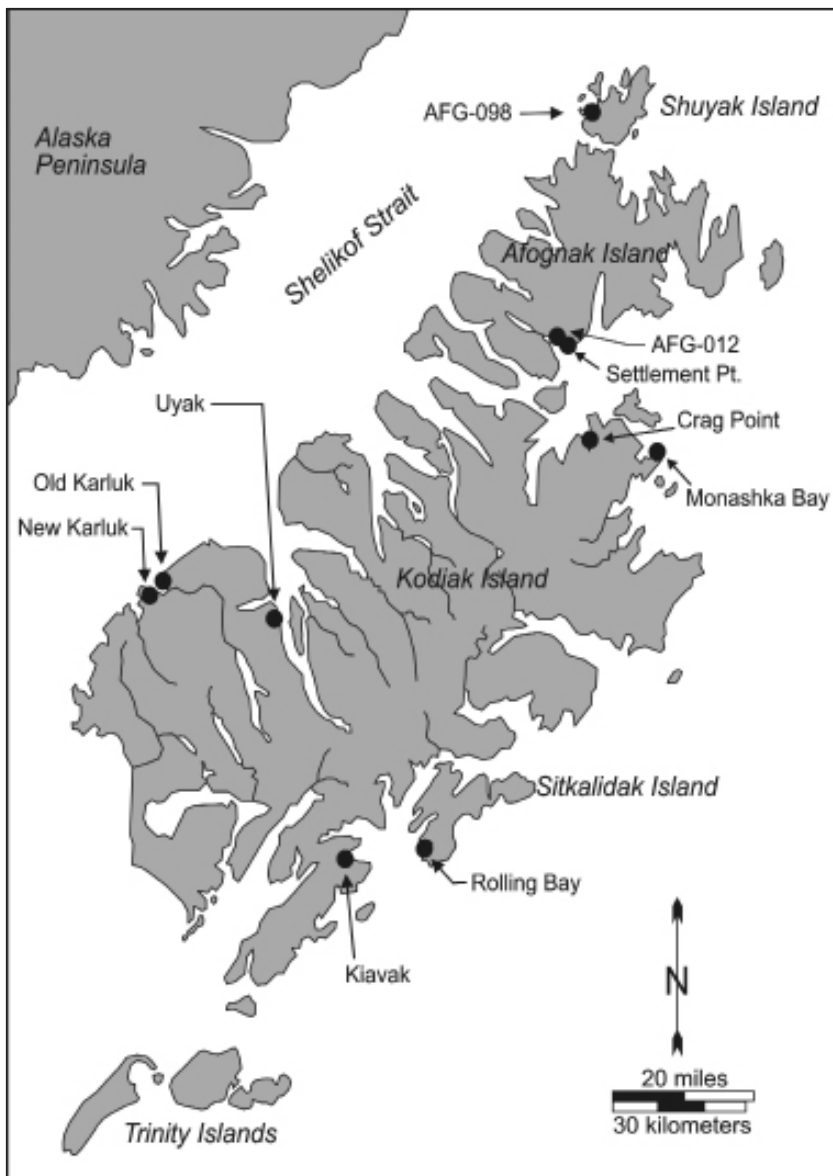 AFG-098
Shuyak Island
Alaska
Peninsula
Shelikof Strait
Afognak Island
AFG-012
Settlement Pt.
Uyak
Crag Point
Old Karluk
Monashka Bay
New Karluk
Kodiak Island
Sitkalidak Island
Rolling Bay
Kiavak
N
20 miles
30 kilometers
Trinity Islands